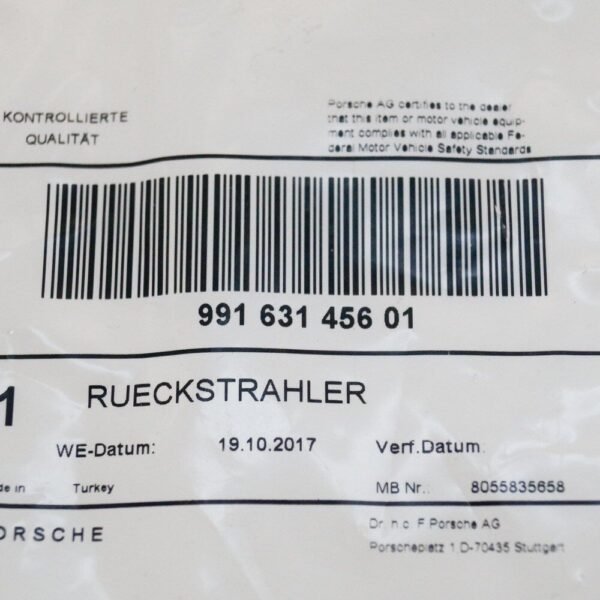 KONTROLLIERTE
QUALITÄT
Porsche AG certifies to the dealer
that this item or motor vehicle equip-
ment complies with all applicable Fe-
deral Motor Vehicle Safety Standards
991 631 456 01
1 RUECKSTRAHLER
WE-Datum: 19.10.2017 Verf.Datum.
de in Turkey MB Nr.: 8055835658
ORSCHE
Dr. h.c. F Porsche AG
Porscheplatz 1 D-70435 Stuttgart